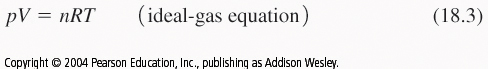 pV = nRT (ideal-gas equation) (18.3)
Copyright © 2004 Pearson Education, Inc., publishing as Addison Wesley.